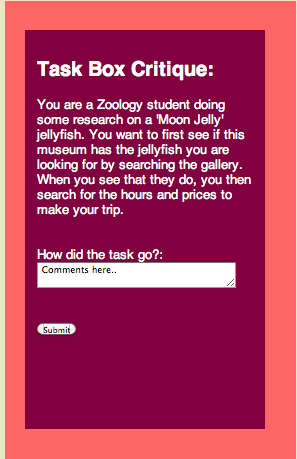 Task Box Critique:
You are a Zoology student doing
some research on a 'Moon Jelly'
jellyfish. You want to first see if this
museum has the jellyfish you are
looking for by searching the gallery.
When you see that they do, you then
search for the hours and prices to
make your trip.
How did the task go?:
Comments here..
Submit